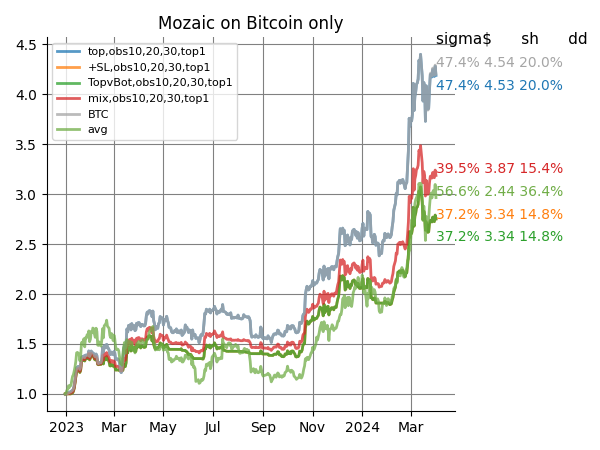 Mozaic on Bitcoin only
sigma$ sh dd
4.5
4.0
3.5
3.0
2.5
2.0
1.5
1.0
top,obs10,20,30,top1
+SL,obs10,20,30,top1
TopvBot,obs10,20,30,top1
mix,obs10,20,30,top1
BTC
avg
47.4% 4.54 20.0%
47.4% 4.53 20.0%
39.5% 3.87 15.4%
56.6% 2.44 36.4%
37.2% 3.34 14.8%
37.2% 3.34 14.8%
2023 Mar May Jul Sep Nov 2024 Mar